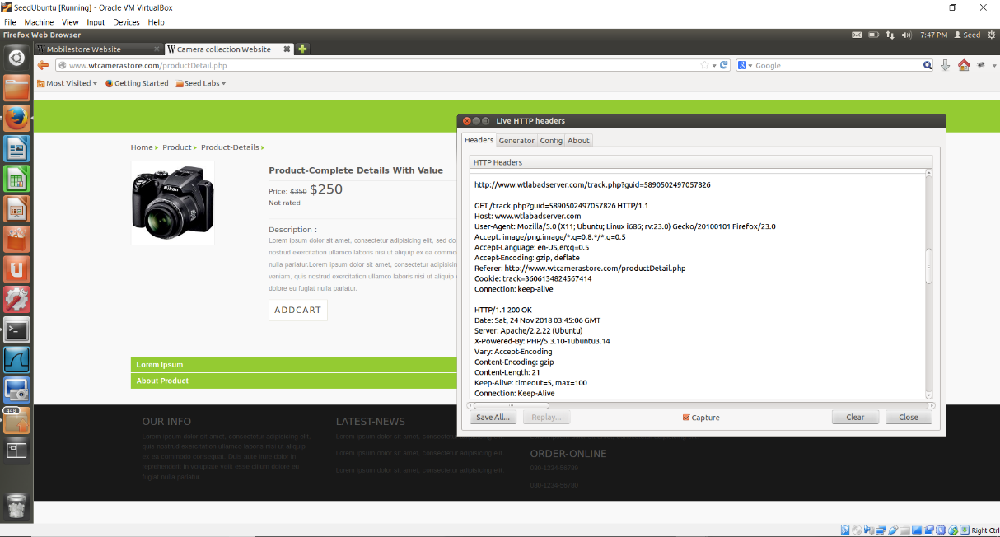 SeedUbuntu [Running] - Oracle VM VirtualBox
File Machine View Input Devices Help
Firefox Web Browser
7:47 PM Seed
Mobilestore Website
Camera collection Website
www.wtcamerastore.com/productDetail.php
Google
Most Visited
Getting Started
Seed Labs
Home Product Product-Details
Nikon
Product-Complete Details With Value
Price: $350 $250
Not rated
Description :
Lorem ipsum dolor sit amet, consectetur adipisicing elit, sed do
nostrud exercitation ullamco laboris nisi ut aliquip ex ea commo
nulla pariatur.Lorem ipsum dolor sit amet, consectetur adipisicin
veniam, quis nostrud exercitation ullamco laboris nisi ut aliquip
dolore eu fugiat nulla pariatur.
ADDCART
Lorem Ipsum
About Product
Live HTTP headers
Headers Generator Config About
HTTP Headers
http://www.wtlabadserver.com/track.php?guid=5890502497057826
GET /track.php?guid=5890502497057826 HTTP/1.1
Host: www.wtlabadserver.com
User-Agent: Mozilla/5.0 (X11; Ubuntu; Linux i686; rv:23.0) Gecko/20100101 Firefox/23.0
Accept: image/png,image/*;q=0.8,*/*;q=0.5
Accept-Language: en-US,en;q=0.5
Accept-Encoding: gzip, deflate
Referer: http://www.wtcamerastore.com/productDetail.php
Cookie: track=3606134824567414
Connection: keep-alive
HTTP/1.1 200 OK
Date: Sat, 24 Nov 2018 03:45:06 GMT
Server: Apache/2.2.22 (Ubuntu)
X-Powered-By: PHP/5.3.10-1ubuntu3.14
Vary: Accept-Encoding
Content-Encoding: gzip
Content-Length: 21
Keep-Alive: timeout=5, max=100
Connection: Keep-Alive
Save All...
Replay...
Capture
Clear
Close
448
OUR INFO
Lorem ipsum dolor sit amet, consectetur adipisicing elit,
quis nostrud exercitation ullamco laboris nisi ut aliquip
ex ea commodo consequat. Duis aute irure dolor in
reprehenderit in voluptate velit esse cillum dolore eu
fugiat nulla pariatur.
LATEST-NEWS
Lorem ipsum dolor sit amet, consectetur adipisicing elit.
Lorem ipsum dolor sit amet, consectetur adipisicing elit.
Lorem ipsum dolor sit amet, consectetur adipisicing elit.
ORDER-ONLINE
080-1234-56789
080-1234-56780
Right Ctrl